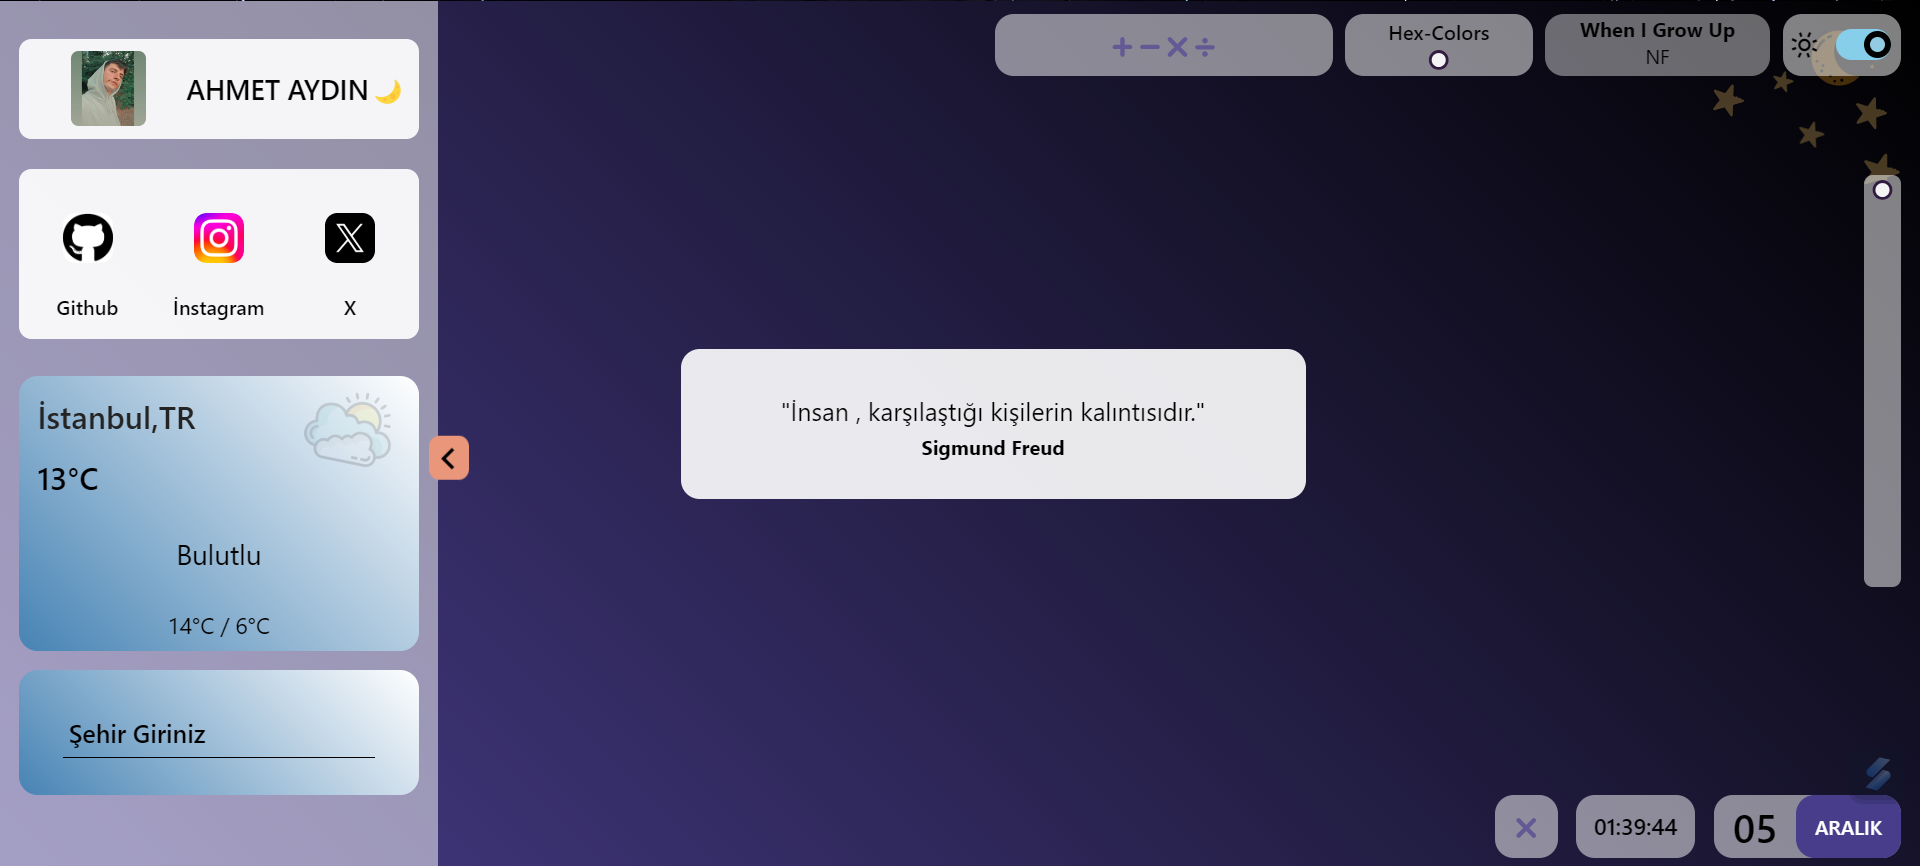 AHMET AYDIN
Github
İnstagram
X
İstanbul,TR
13°C
Bulutlu
14°C / 6°C
Şehir Giriniz
Hex-Colors
When I Grow Up
NF
"İnsan , karşılaştığı kişilerin kalıntısıdır."
Sigmund Freud
01:39:44
05
ARALIK